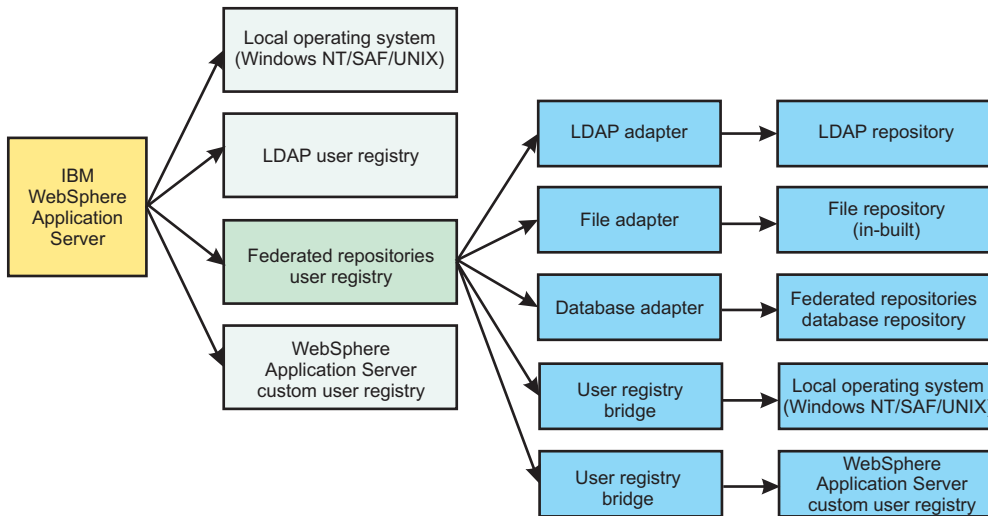 IBM
WebSphere
Application
Server
Local operating system
(Windows NT/SAF/UNIX)
LDAP user registry
Federated repositories
user registry
WebSphere
Application Server
custom user registry
LDAP adapter
LDAP repository
File adapter
File repository
(in-built)
Database adapter
Federated repositories
database repository
User registry
bridge
Local operating system
(Windows NT/SAF/UNIX)
User registry
bridge
WebSphere
Application Server
custom user registry